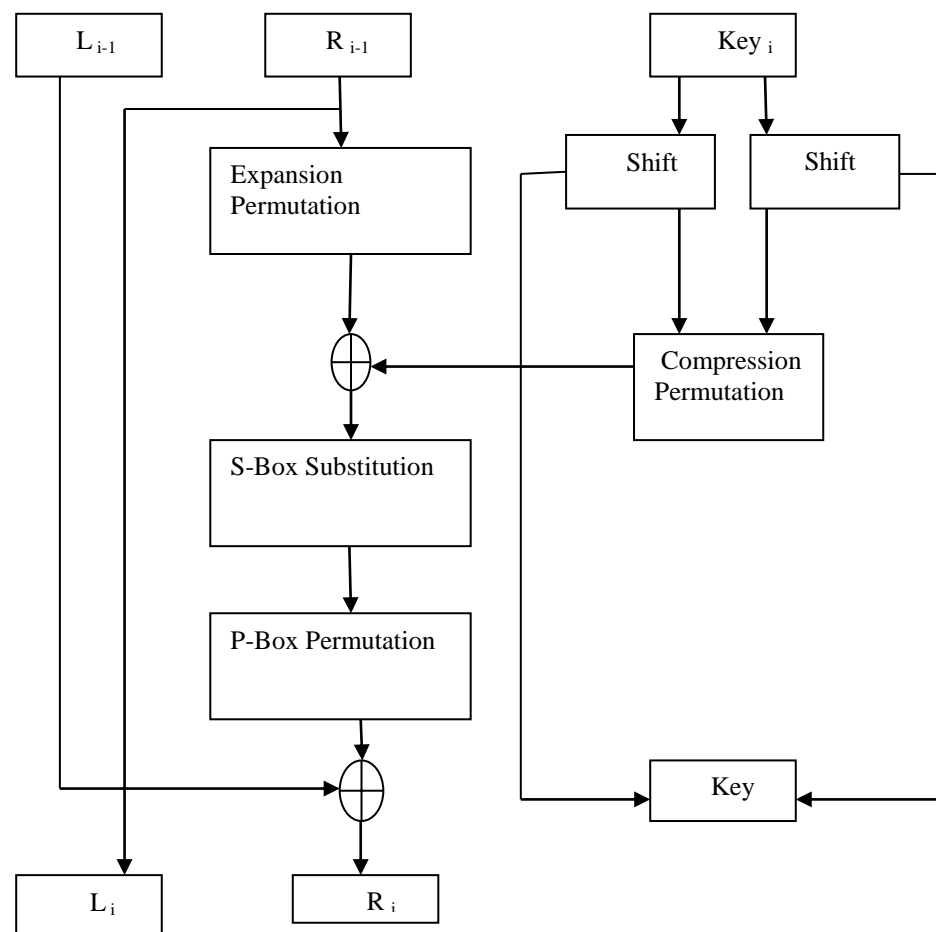 L i-1
R i-1
Key i
Expansion
Permutation
Shift
Shift
Compression
Permutation
S-Box Substitution
P-Box Permutation
Key
L i
R i